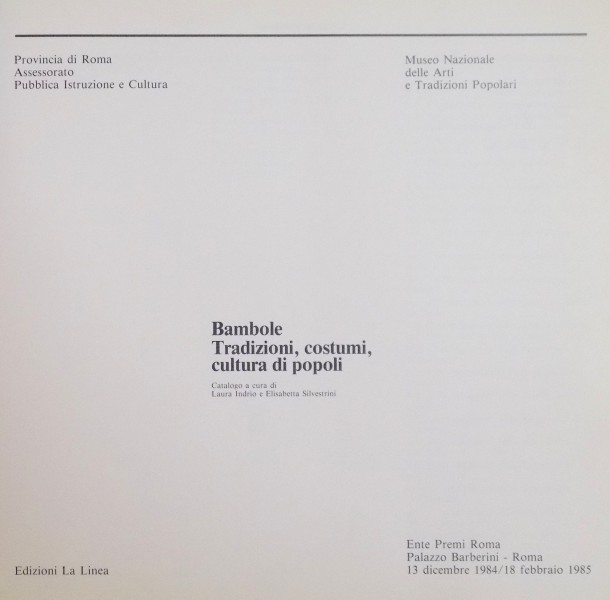 Provincia di Roma
Assessorato
Pubblica Istruzione e Cultura
Museo Nazionale
delle Arti
e Tradizioni Popolari
Bambole
Tradizioni, costumi,
cultura di popoli
Catalogo a cura di
Laura Indrio e Elisabetta Silvestrini
Edizioni La Linea
Ente Premi Roma
Palazzo Barberini - Roma
13 dicembre 1984/18 febbraio 1985